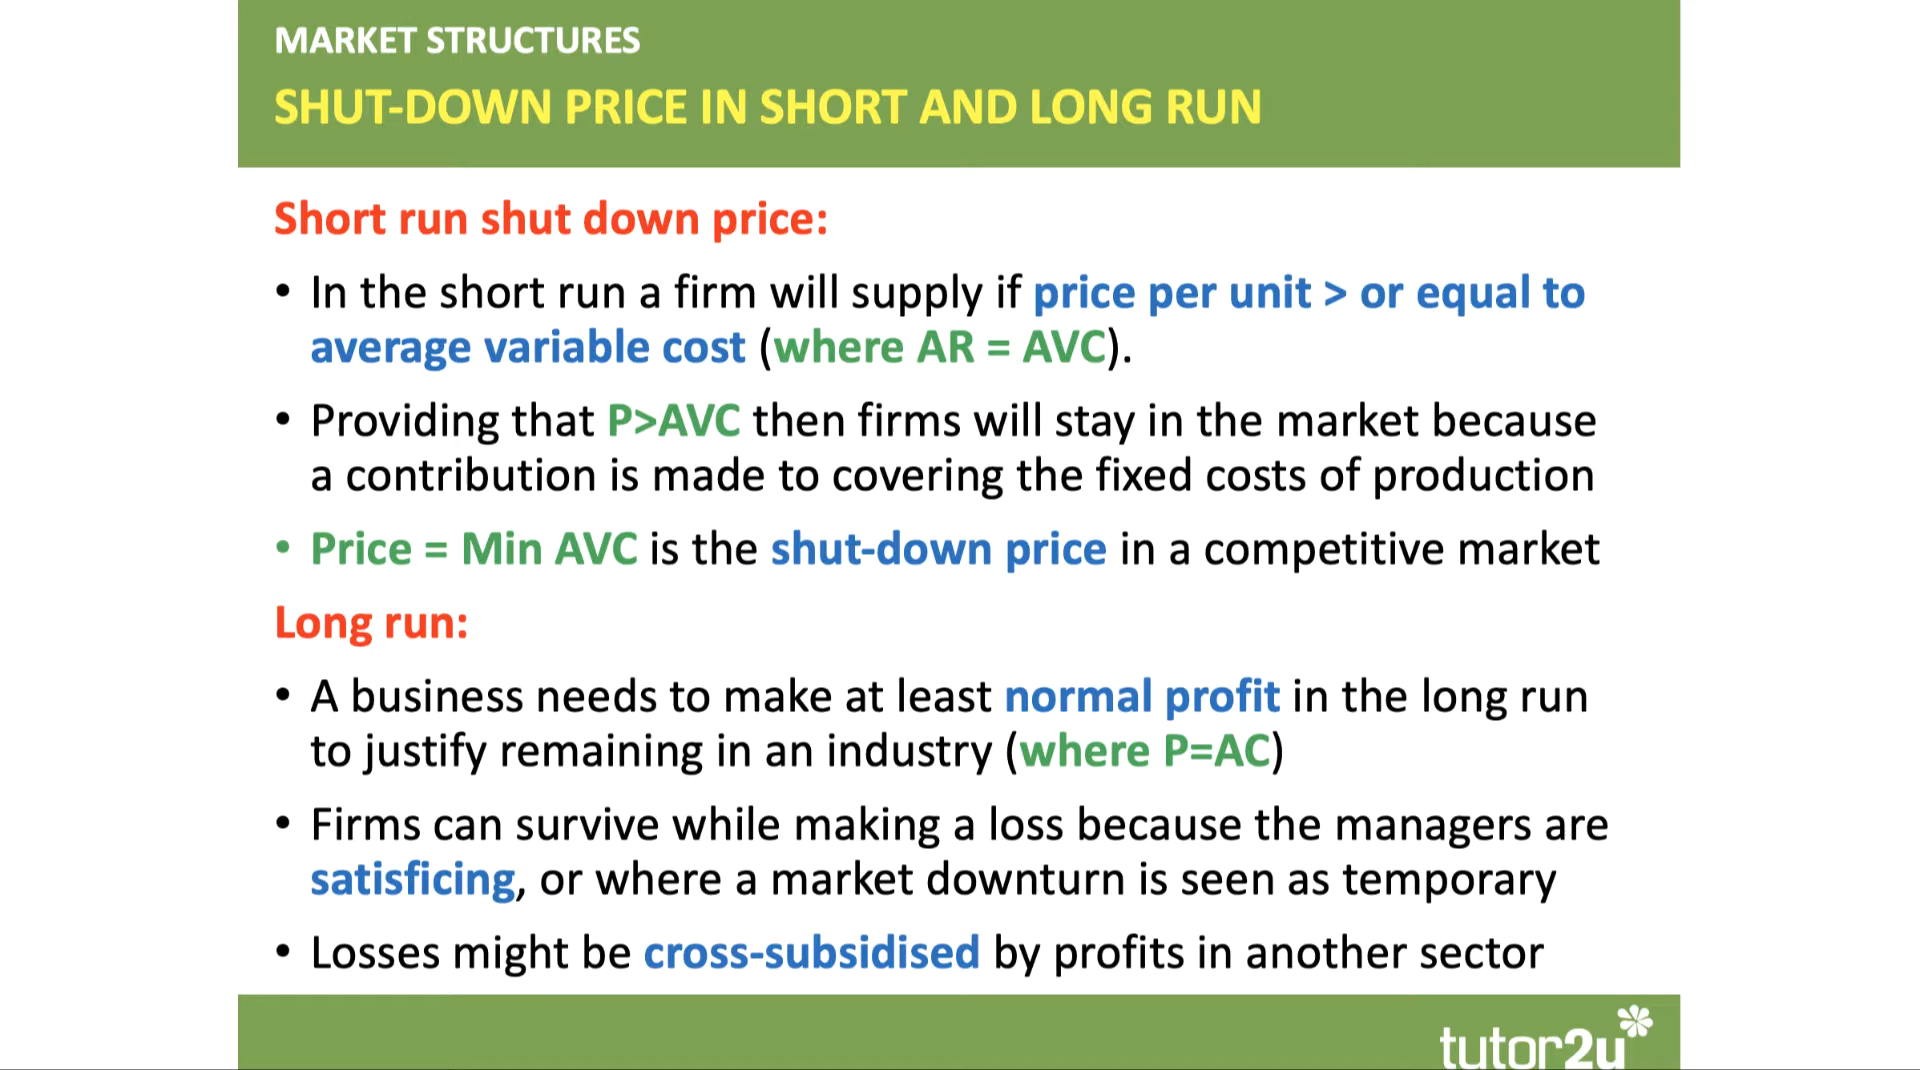 MARKET STRUCTURES
SHUT-DOWN PRICE IN SHORT AND LONG RUN
Short run shut down price:
• In the short run a firm will supply if price per unit > or equal to
average variable cost (where AR = AVC).
• Providing that P>AVC then firms will stay in the market because
a contribution is made to covering the fixed costs of production
• Price = Min AVC is the shut-down price in a competitive market
Long run:
• A business needs to make at least normal profit in the long run
to justify remaining in an industry (where P=AC)
• Firms can survive while making a loss because the managers are
satisficing, or where a market downturn is seen as temporary
• Losses might be cross-subsidised by profits in another sector
tutor2u